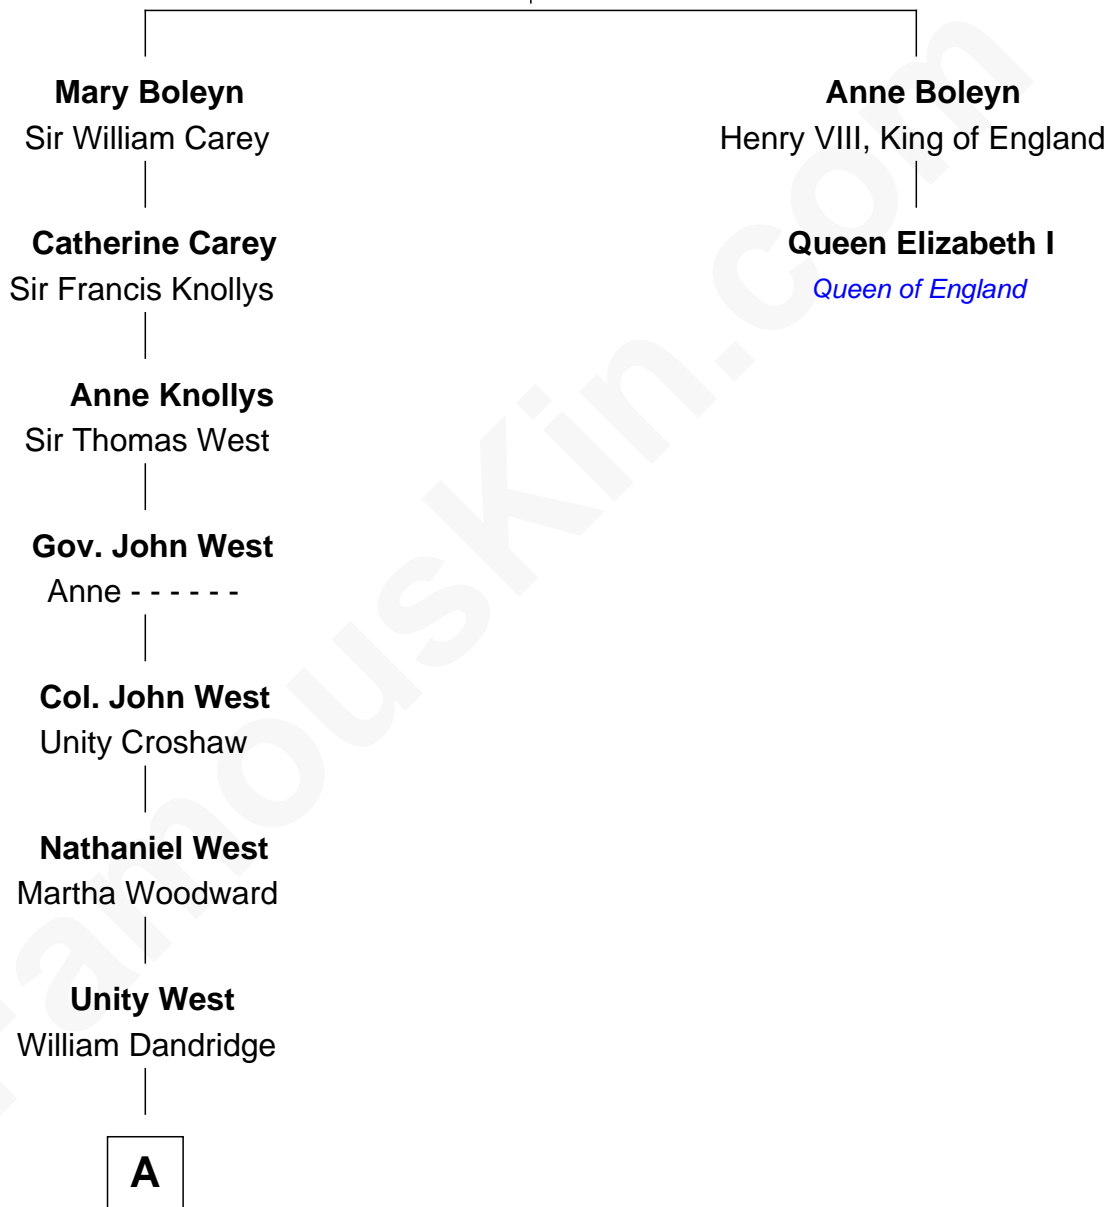 Mary Boleyn
Sir William Carey
Anne Boleyn
Henry VIII, King of England
Catherine Carey
Sir Francis Knollys
Queen Elizabeth I
Queen of England
Anne Knollys
Sir Thomas West
Gov. John West
Anne - - - - - -
Col. John West
Unity Croshaw
Nathaniel West
Martha Woodward
Unity West
William Dandridge
A
FamousKin.com